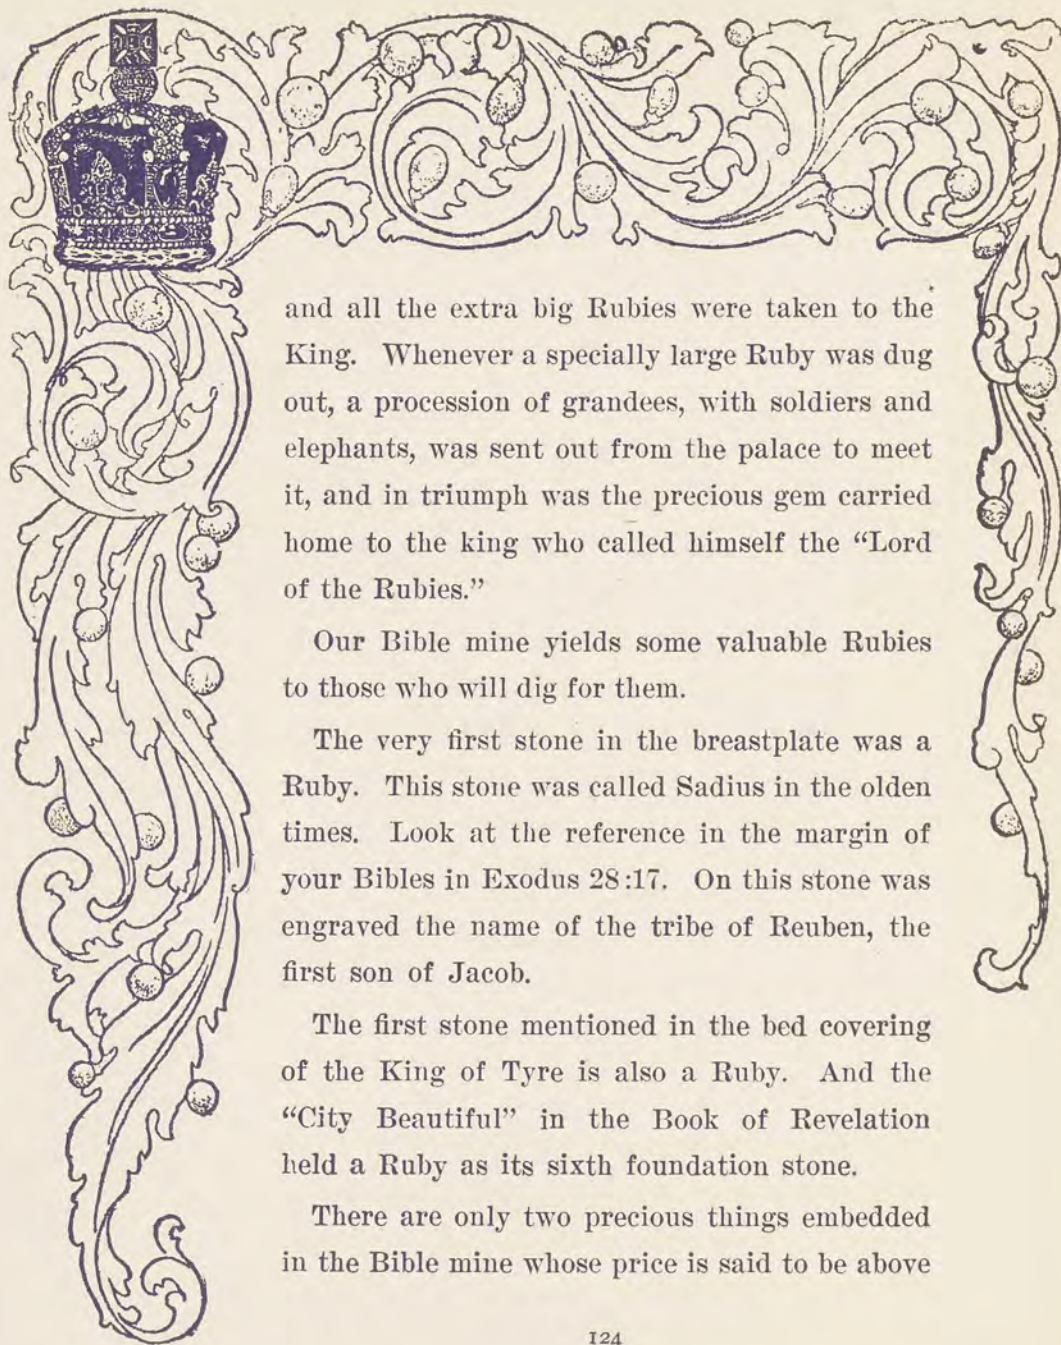 and all the extra big Rubies were taken to the
King. Whenever a specially large Ruby was dug
out, a procession of grandees, with soldiers and
elephants, was sent out from the palace to meet
it, and in triumph was the precious gem carried
home to the king who called himself the “Lord
of the Rubies.”
Our Bible mine yields some valuable Rubies
to those who will dig for them.
The very first stone in the breastplate was a
Ruby. This stone was called Sadius in the olden
times. Look at the reference in the margin of
your Bibles in Exodus 28:17. On this stone was
engraved the name of the tribe of Reuben, the
first son of Jacob.
The first stone mentioned in the bed covering
of the King of Tyre is also a Ruby. And the
“City Beautiful” in the Book of Revelation
held a Ruby as its sixth foundation stone.
There are only two precious things embedded
in the Bible mine whose price is said to be above
124